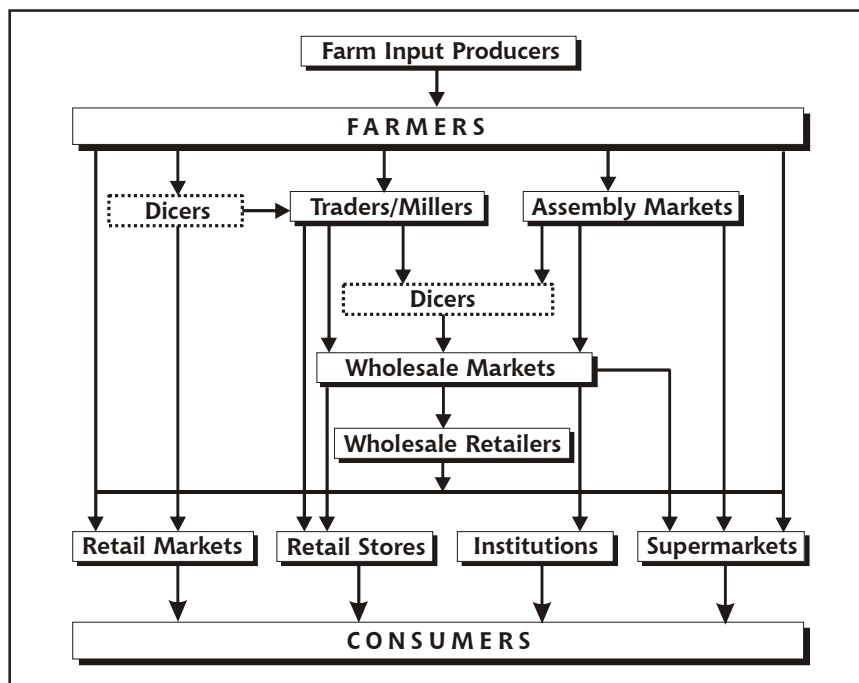 Farm Input Producers
FARMERS
Dicers
Traders/Millers
Assembly Markets
Dicers
Wholesale Markets
Wholesale Retailers
Retail Markets
Retail Stores
Institutions
Supermarkets
CONSUMERS